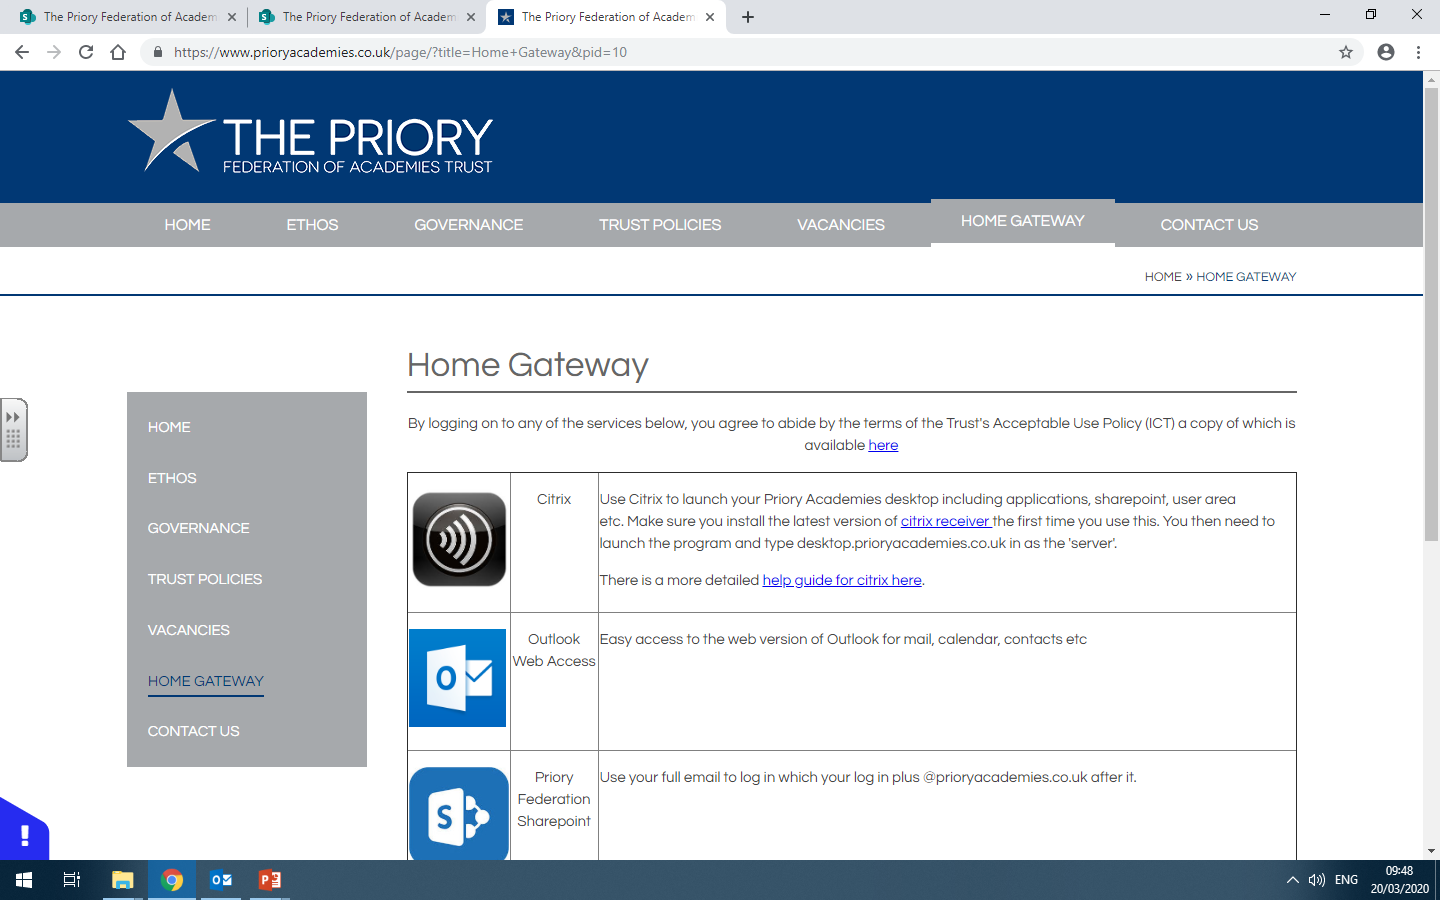 The Priory Federation of Academ
The Priory Federation of Academ
The Priory Federation of Academ
https://www.prioryacademies.co.uk/page/?title=Home+Gateway&pid=10
THE PRIORY
FEDERATION OF ACADEMIES TRUST
HOME
ETHOS
GOVERNANCE
TRUST POLICIES
VACANCIES
HOME GATEWAY
CONTACT US
HOME » HOME GATEWAY
Home Gateway
HOME
ETHOS
GOVERNANCE
TRUST POLICIES
VACANCIES
HOME GATEWAY
CONTACT US
By logging on to any of the services below, you agree to abide by the terms of the Trust's Acceptable Use Policy (ICT) a copy of which is
available here
Citrix
Use Citrix to launch your Priory Academies desktop including applications, sharepoint, user area
etc. Make sure you install the latest version of citrix receiver the first time you use this. You then need to
launch the program and type desktop.prioryacademies.co.uk in as the 'server'.
There is a more detailed help guide for citrix here.
Outlook
Web Access
Easy access to the web version of Outlook for mail, calendar, contacts etc
Priory
Federation
Sharepoint
Use your full email to log in which your log in plus @prioryacademies.co.uk after it.
ENG
09:48
20/03/2020